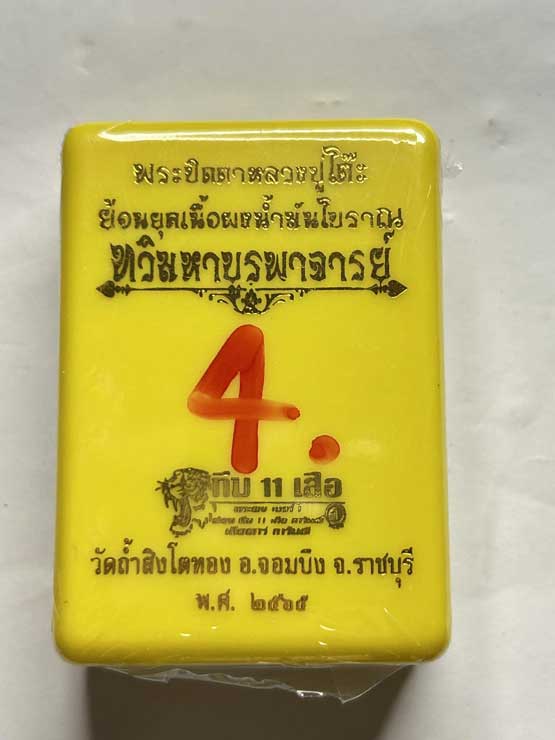 พระปิดตาหลวงปู่โต๊ะ
ย้อนยุคเนื้อผงน้ำมันโบราณ
ทวิมหาบูรพาจารย์
4.
ทีม 11 เสือ
วัดถ้ำสิงโตทอง อ.จอมบึง จ.ราชบุรี
พ.ศ. ๒๕๖๕